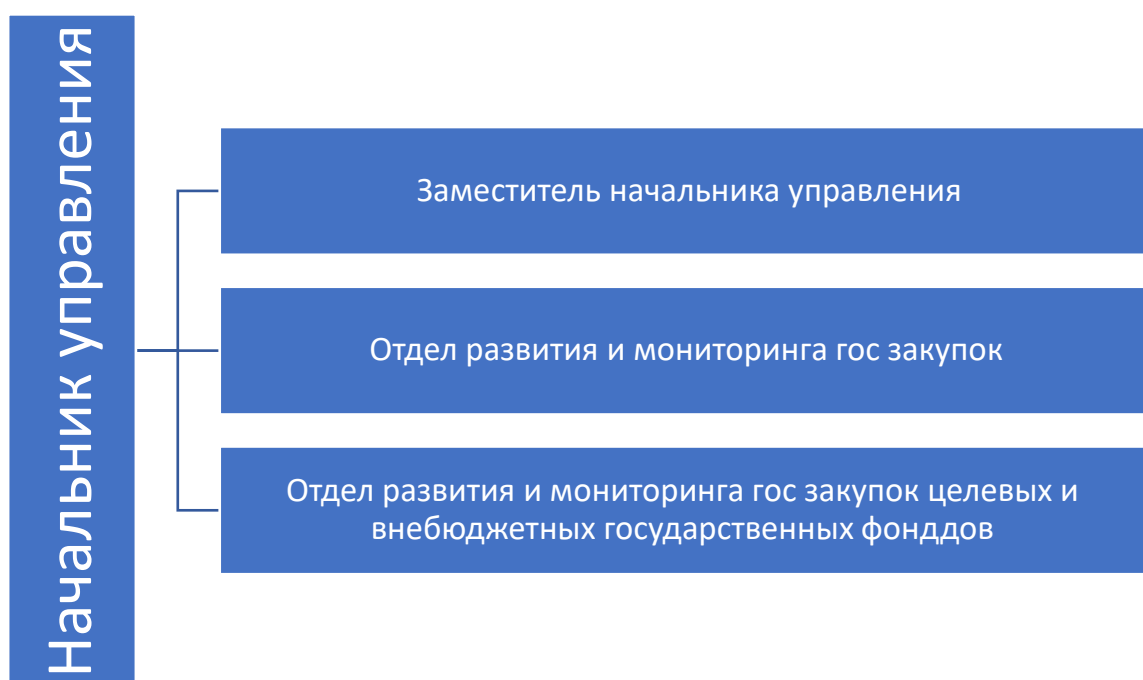 Начальник управления
Заместитель начальника управления
Отдел развития и мониторинга гос закупок
Отдел развития и мониторинга гос закупок целевых и
внебюджетных государственных фонддов